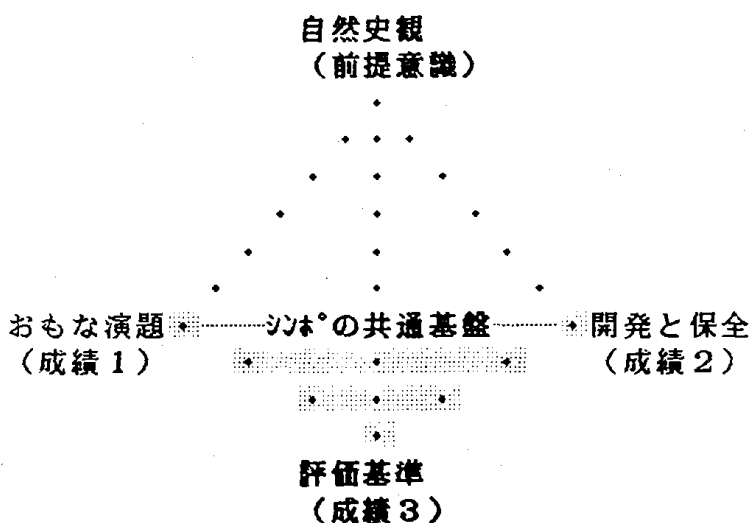 自然史観
（前提意識）
おもな演題
ｼﾝﾎﾟの共通基盤
開発と保全
（成績１）
（成績２）
評価基準
（成績３）